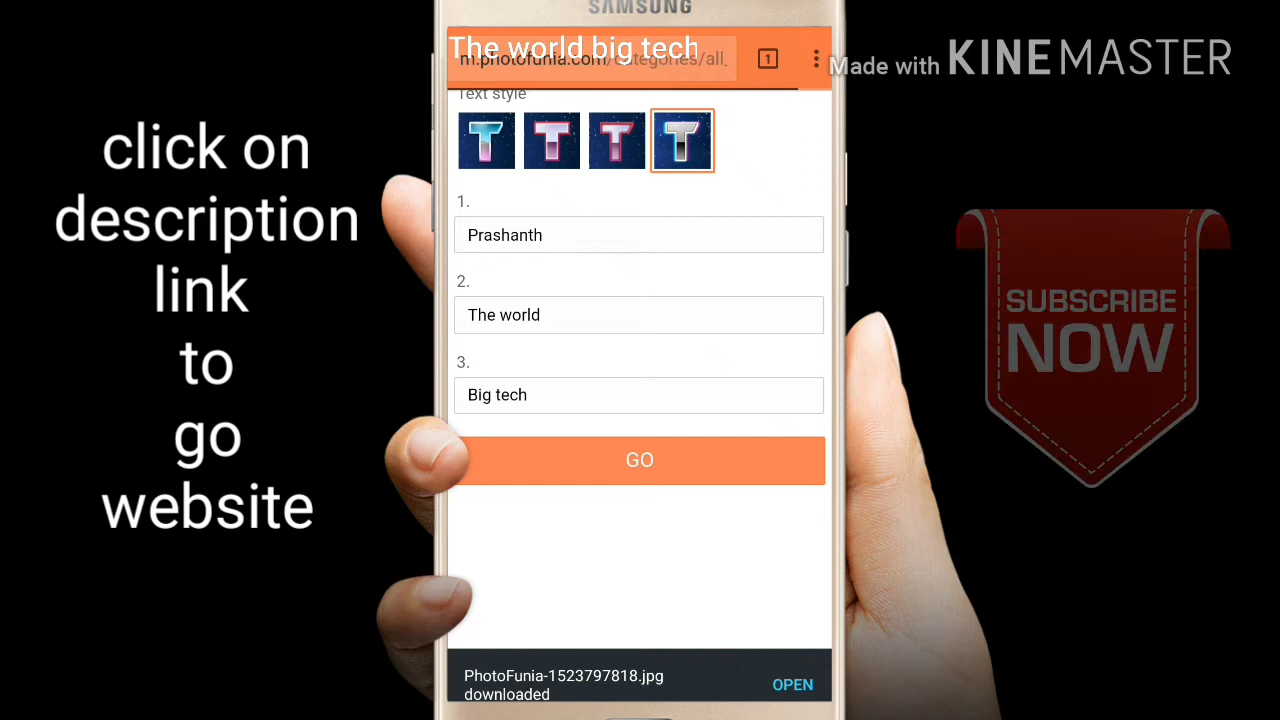 SAMSUNG
The world big tech
m.photofunia.com/categories/all_
1
Made with KINEMASTER
Text style
T T T T
1.
Prashanth
2.
The world
3.
Big tech
GO
PhotoFunia-1523797818.jpg
downloaded
OPEN
click on
description
link
to
go
website
SUBSCRIBE
NOW